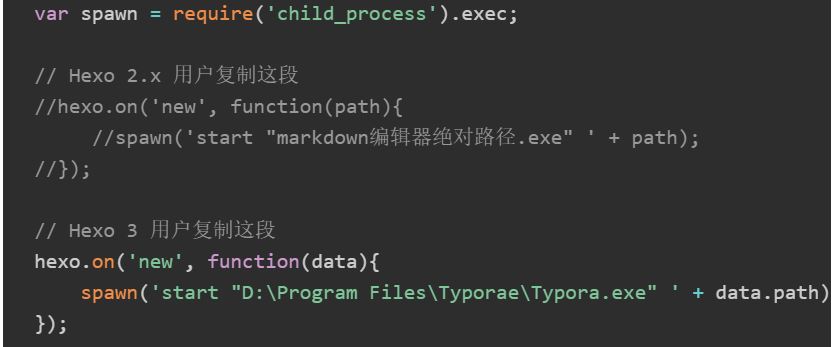 var spawn = require('child_process').exec;
// Hexo 2.x 用户复制这段
//hexo.on('new', function(path){
//spawn('start "markdown编辑器绝对路径.exe" ' + path);
//});
// Hexo 3 用户复制这段
hexo.on('new', function(data){
spawn('start "D:\Program Files\Typorae\Typora.exe" ' + data.path)
});